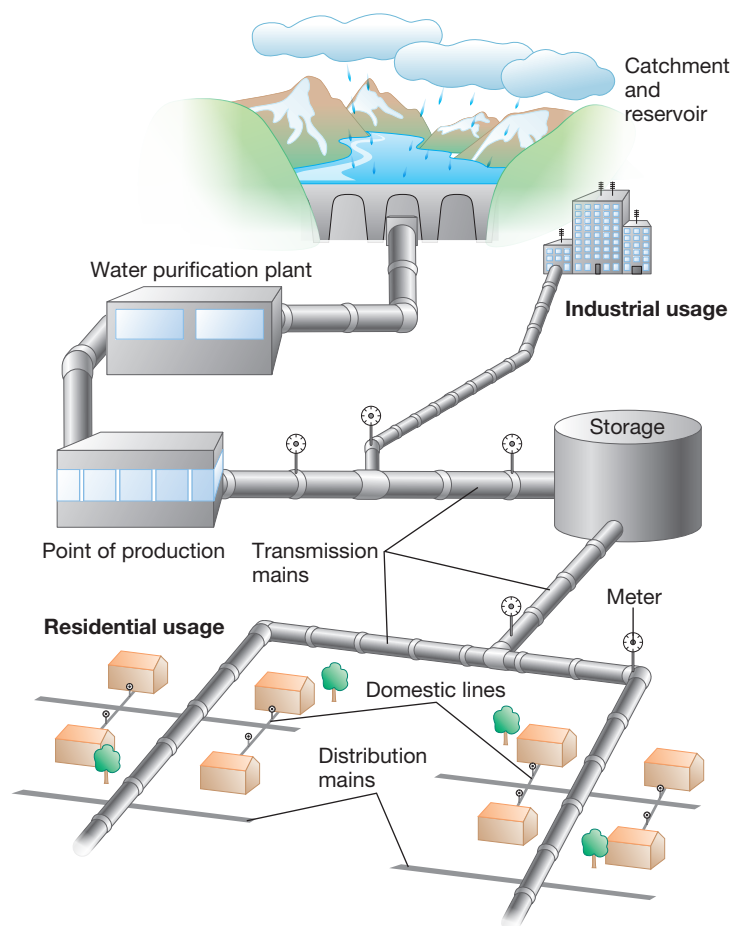 Catchment
and
reservoir
Water purification plant
Industrial usage
Storage
Point of production
Transmission
mains
Meter
Residential usage
Domestic lines
Distribution
mains